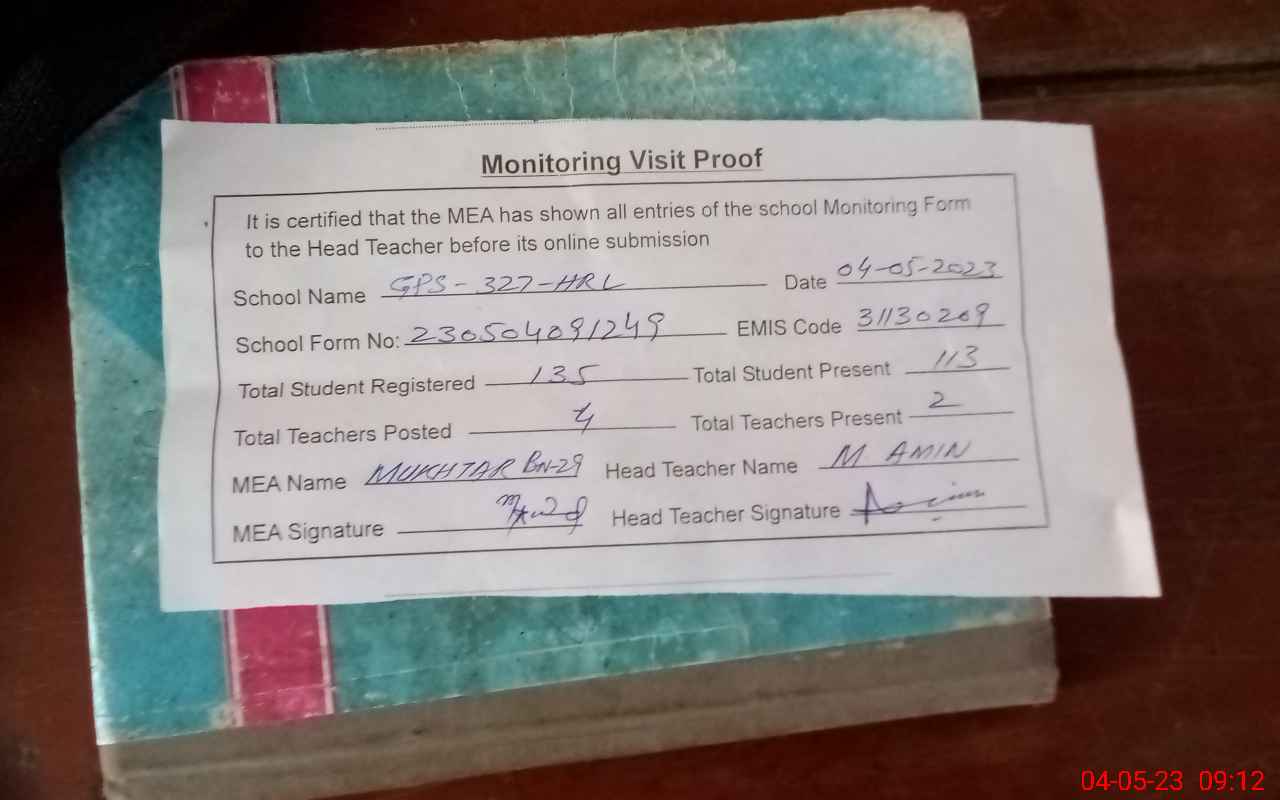 Monitoring Visit Proof
It is certified that the MEA has shown all entries of the school Monitoring Form
to the Head Teacher before its online submission
School Name GPS-327-HRL Date 04-05-2023
School Form No: 230504091249 EMIS Code 31130209
Total Student Registered 135 Total Student Present 113
Total Teachers Posted 4 Total Teachers Present 2
MEA Name MUKHTAR BN-29 Head Teacher Name M AMIN
MEA Signature Head Teacher Signature
04-05-23 09:12